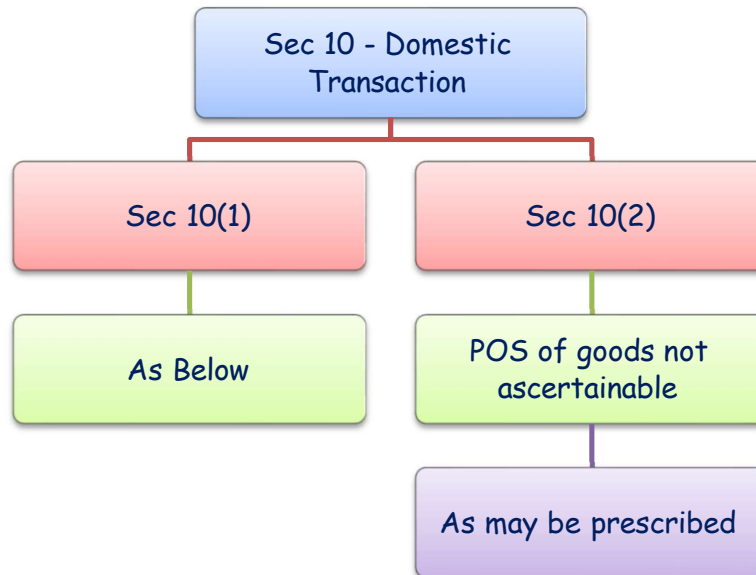 Sec 10 - Domestic
Transaction
Sec 10(1)
Sec 10(2)
As Below
POS of goods not
ascertainable
As may be prescribed